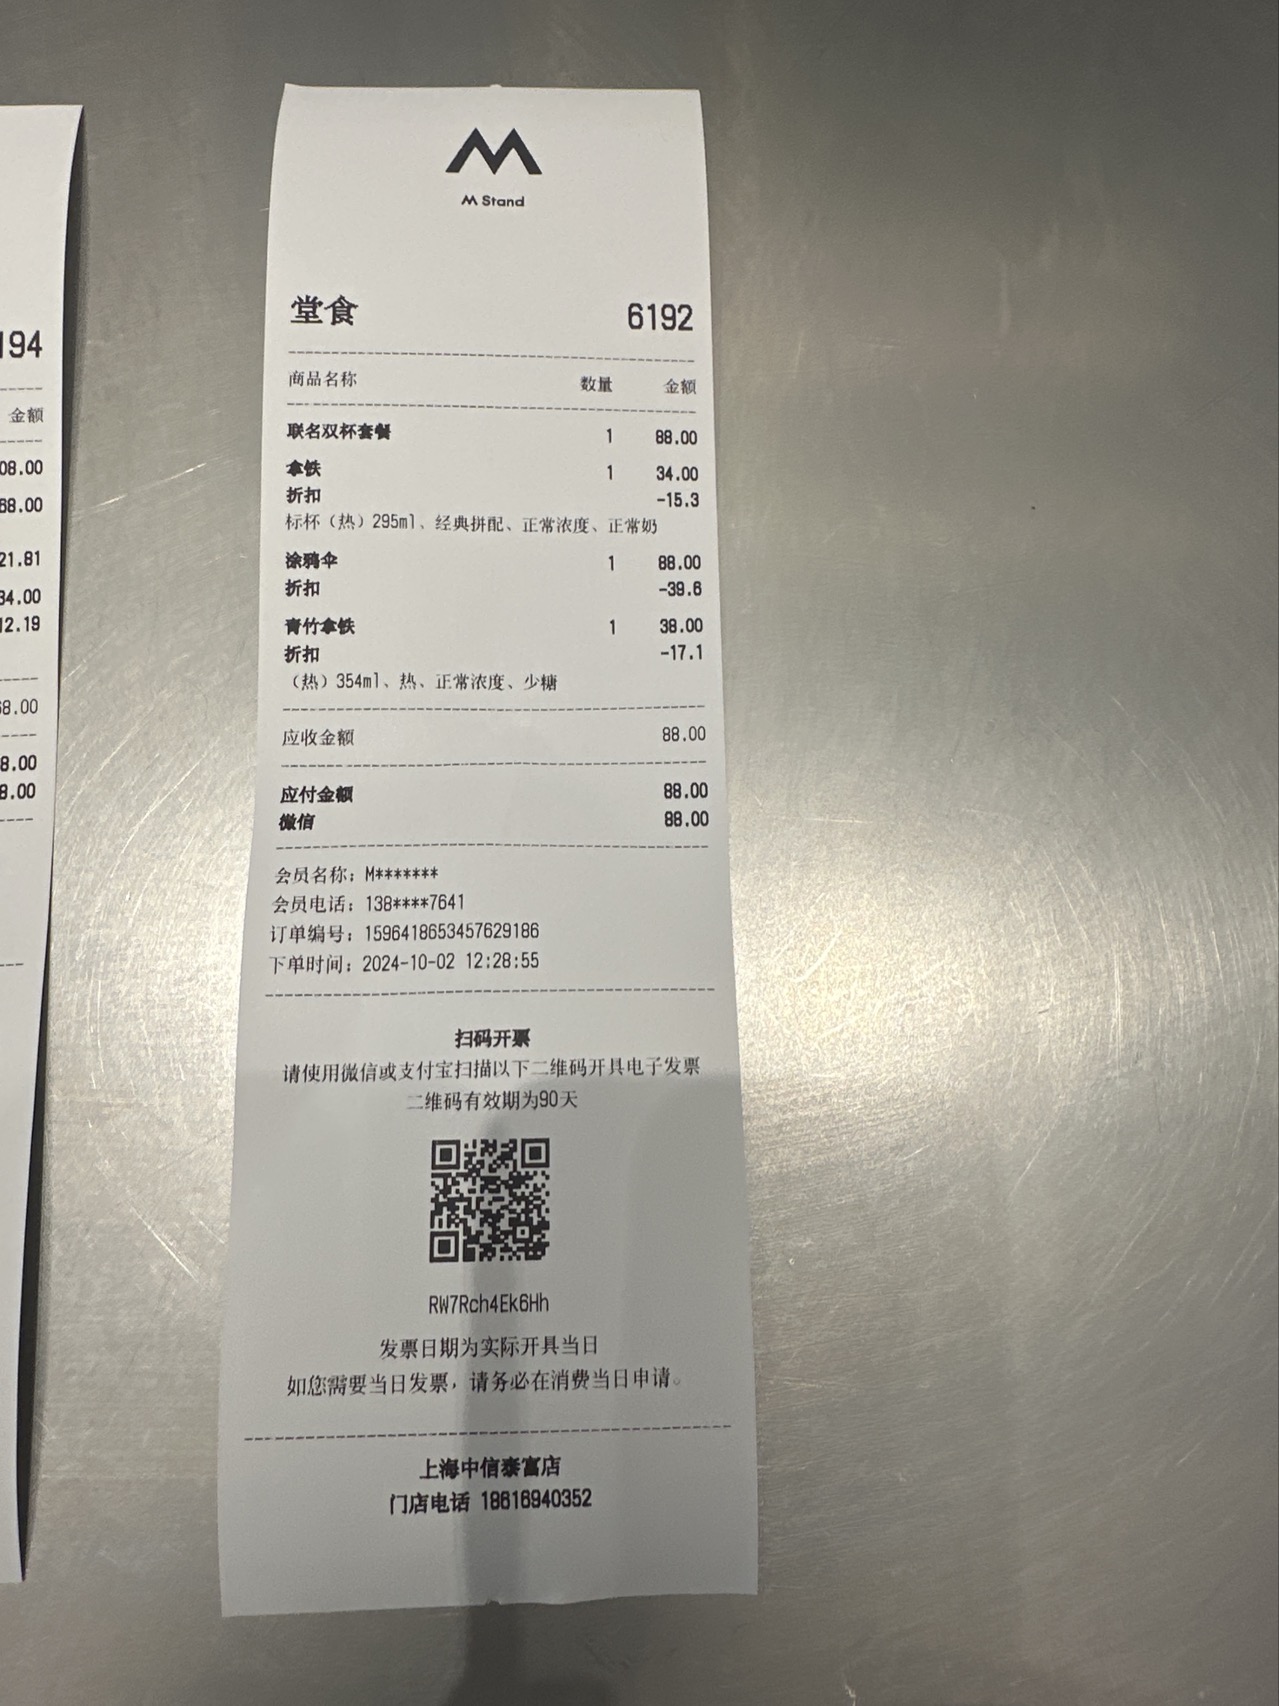 M Stand
堂食 6192
商品名称 数量 金额
联名双杯套餐 1 88.00
拿铁 1 34.00
折扣 -15.3
标杯（热）295ml、经典拼配、正常浓度、正常奶
涂鸦伞 1 88.00
折扣 -39.6
青竹拿铁 1 38.00
折扣 -17.1
（热）354ml、热、正常浓度、少糖
应收金额 88.00
应付金额 88.00
微信 88.00
会员名称：M*******
会员电话：138****7641
订单编号：1596418653457629186
下单时间：2024-10-02 12:28:55
扫码开票
请使用微信或支付宝扫描以下二维码开具电子发票
二维码有效期为90天
RW7Rch4Ek6Hh
发票日期为实际开具当日
如您需要当日发票，请务必在消费当日申请。
上海中信泰富店
门店电话 18616940352
194
金额
08.00
68.00
21.81
34.00
12.19
68.00
8.00
8.00